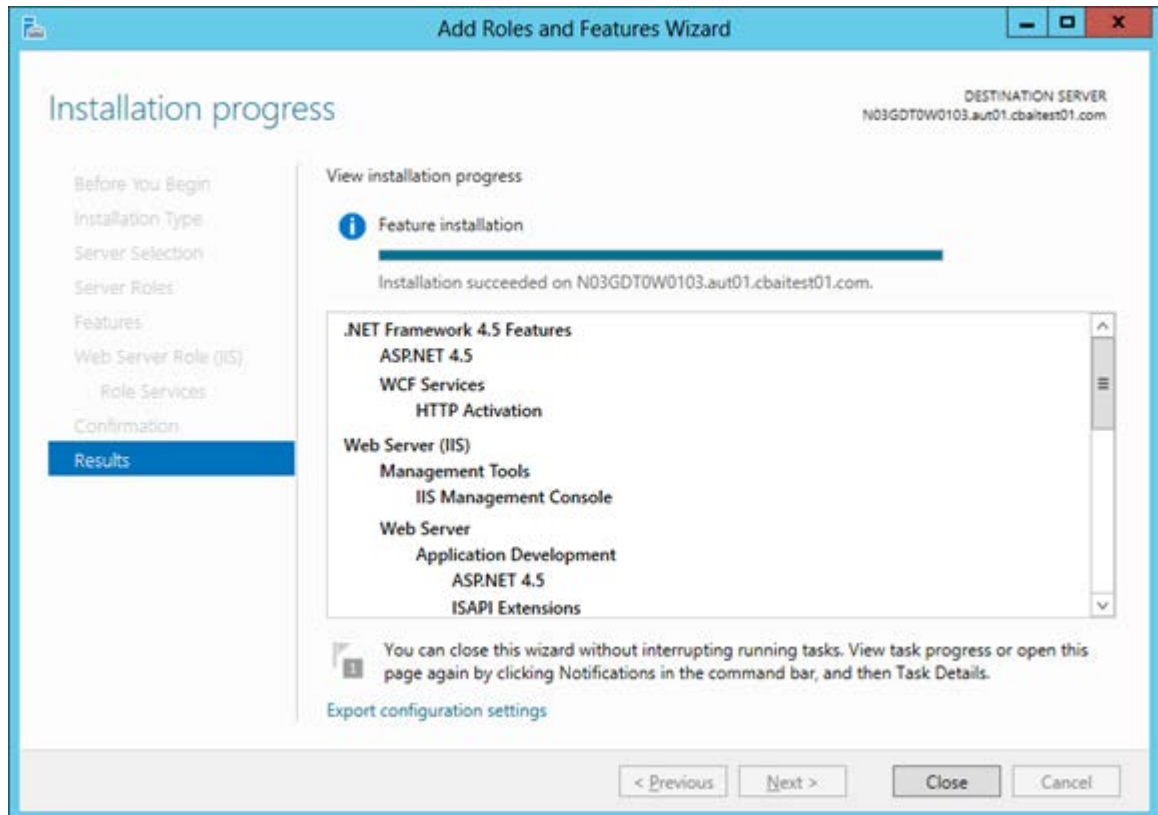 Add Roles and Features Wizard
Installation progress
DESTINATION SERVER
N03GDT0W0103.aut01.cbaitest01.com
Before You Begin
Installation Type
Server Selection
Server Roles
Features
Web Server Role (IIS)
Role Services
Confirmation
Results
View installation progress
Feature installation
Installation succeeded on N03GDT0W0103.aut01.cbaitest01.com.
.NET Framework 4.5 Features
ASP.NET 4.5
WCF Services
HTTP Activation
Web Server (IIS)
Management Tools
IIS Management Console
Web Server
Application Development
ASP.NET 4.5
ISAPI Extensions
1
You can close this wizard without interrupting running tasks. View task progress or open this
page again by clicking Notifications in the command bar, and then Task Details.
Export configuration settings
< Previous
Next >
Close
Cancel